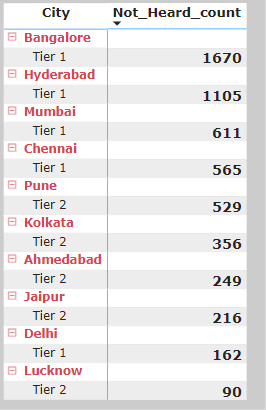 City Not_Heard_count
Bangalore
Tier 1 1670
Hyderabad
Tier 1 1105
Mumbai
Tier 1 611
Chennai
Tier 1 565
Pune
Tier 2 529
Kolkata
Tier 2 356
Ahmedabad
Tier 2 249
Jaipur
Tier 2 216
Delhi
Tier 1 162
Lucknow
Tier 2 90